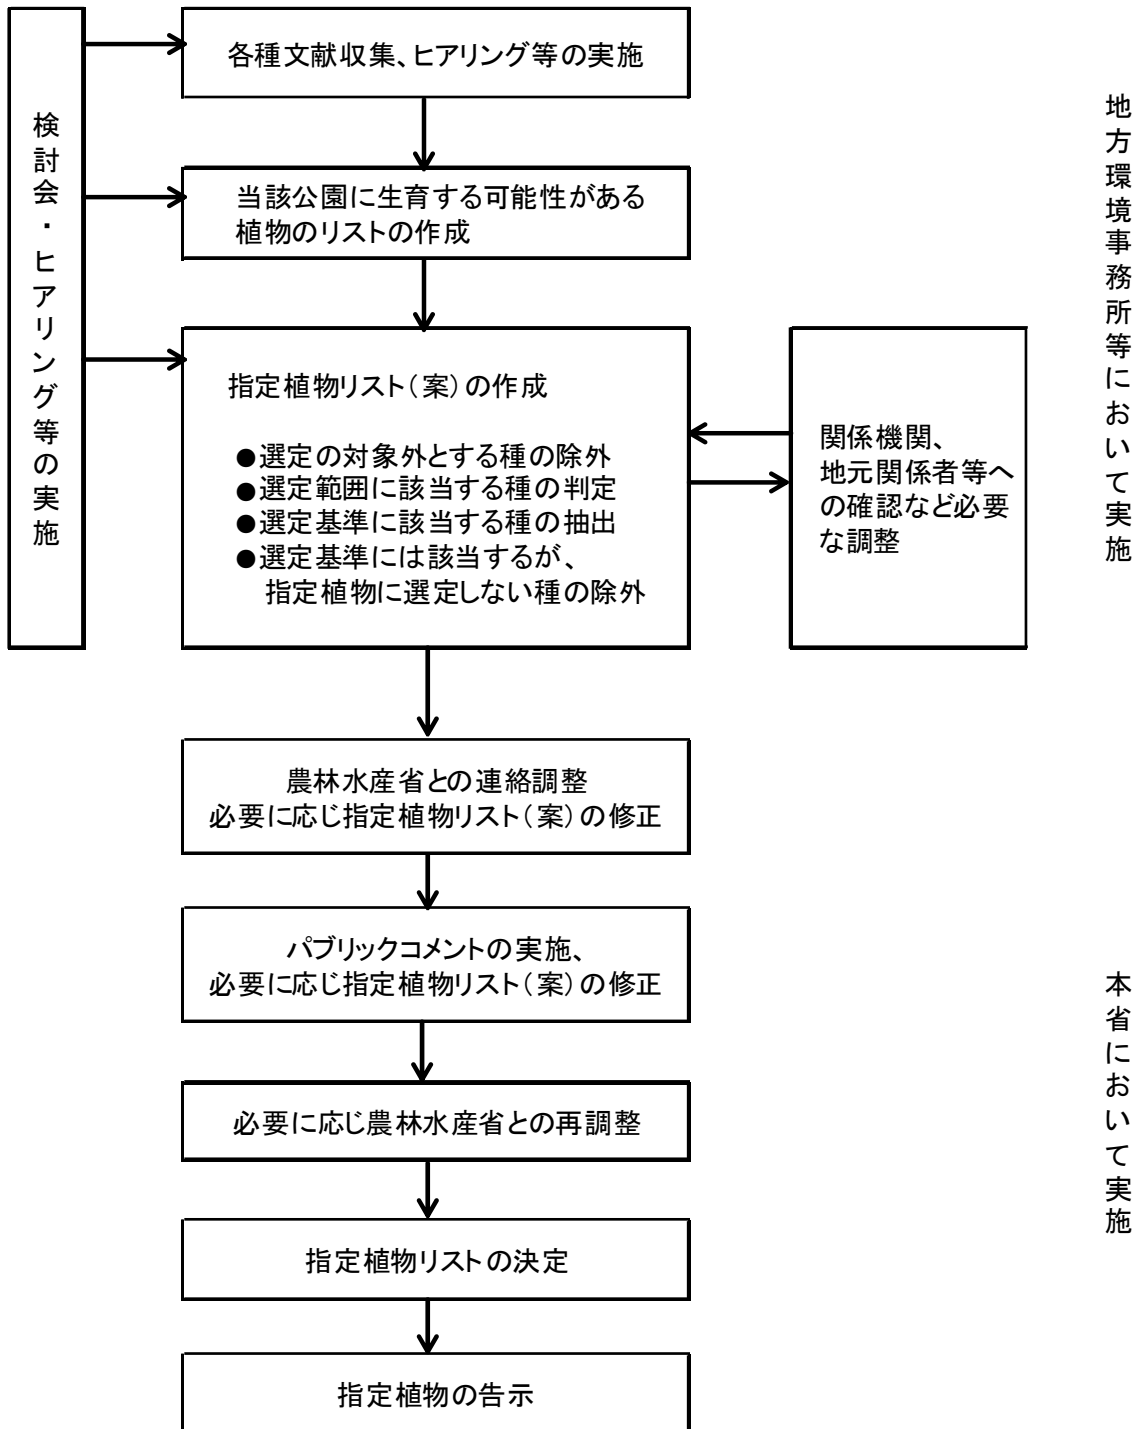 検討会・ヒアリング等の実施
各種文献収集、ヒアリング等の実施
当該公園に生育する可能性がある
植物のリストの作成
指定植物リスト（案）の作成
●選定の対象外とする種の除外
●選定範囲に該当する種の判定
●選定基準に該当する種の抽出
●選定基準には該当するが、
指定植物に選定しない種の除外
関係機関、
地元関係者等へ
の確認など必要
な調整
地方環境事務所等において実施
農林水産省との連絡調整
必要に応じ指定植物リスト（案）の修正
パブリックコメントの実施、
必要に応じ指定植物リスト（案）の修正
必要に応じ農林水産省との再調整
指定植物リストの決定
指定植物の告示
本省において実施